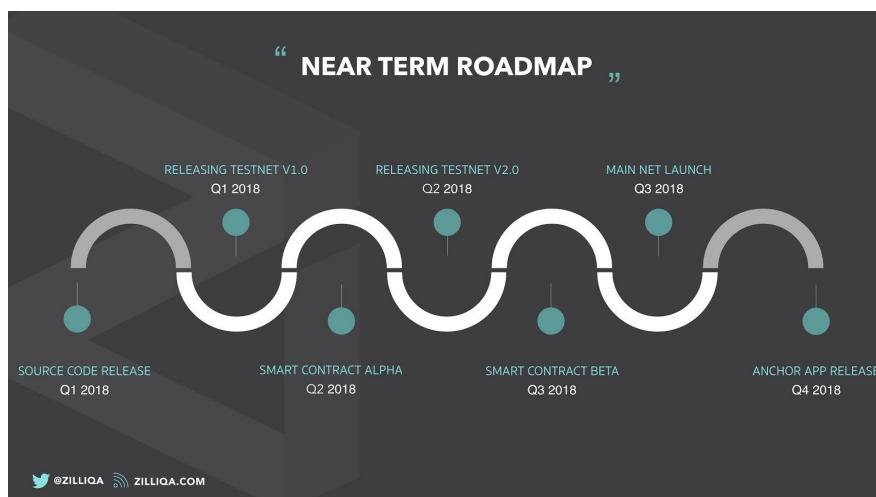 “ NEAR TERM ROADMAP ”
RELEASING TESTNET V1.0
Q1 2018
RELEASING TESTNET V2.0
Q2 2018
MAIN NET LAUNCH
Q3 2018
SOURCE CODE RELEASE
Q1 2018
SMART CONTRACT ALPHA
Q2 2018
SMART CONTRACT BETA
Q3 2018
ANCHOR APP RELEASE
Q4 2018
@ZILLIQA ZILLIQA.COM